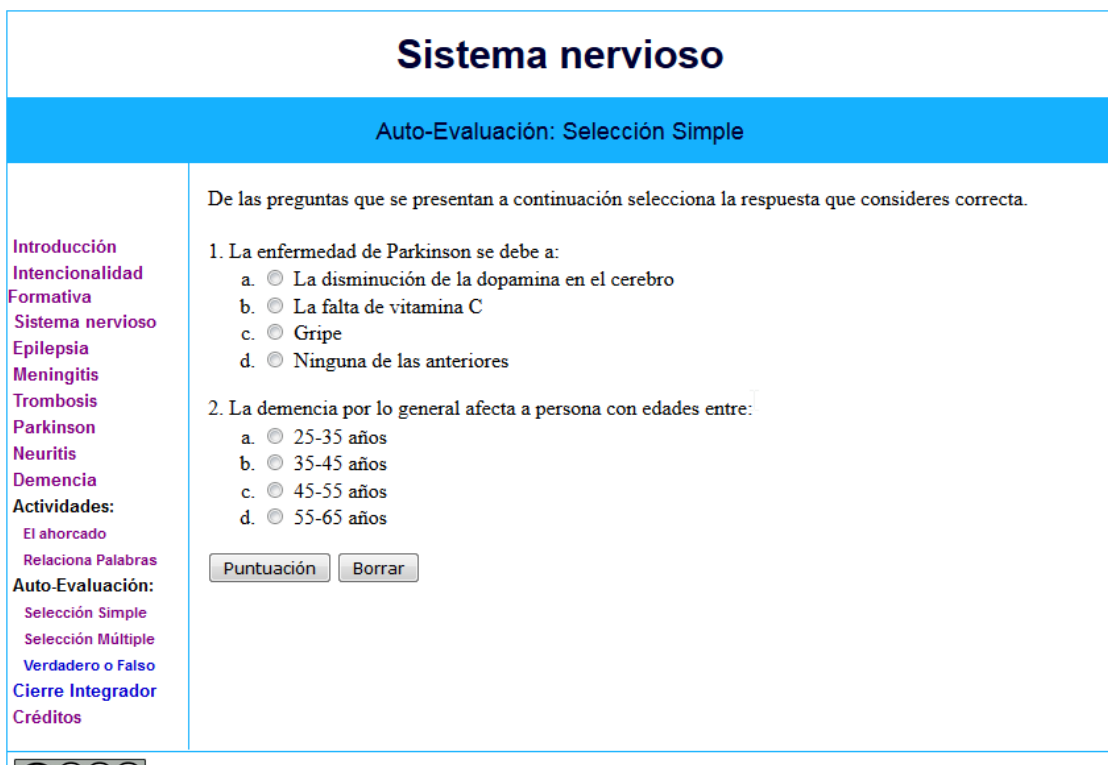 Sistema nervioso
Auto-Evaluación: Selección Simple
Introducción
Intencionalidad
Formativa
Sistema nervioso
Epilepsia
Meningitis
Trombosis
Parkinson
Neuritis
Demencia
Actividades:
El ahorcado
Relaciona Palabras
Auto-Evaluación:
Selección Simple
Selección Múltiple
Verdadero o Falso
Cierre Integrador
Créditos
De las preguntas que se presentan a continuación selecciona la respuesta que consideres correcta.
1. La enfermedad de Parkinson se debe a:
a. La disminución de la dopamina en el cerebro
b. La falta de vitamina C
c. Gripe
d. Ninguna de las anteriores
2. La demencia por lo general afecta a persona con edades entre:
a. 25-35 años
b. 35-45 años
c. 45-55 años
d. 55-65 años
Puntuación Borrar